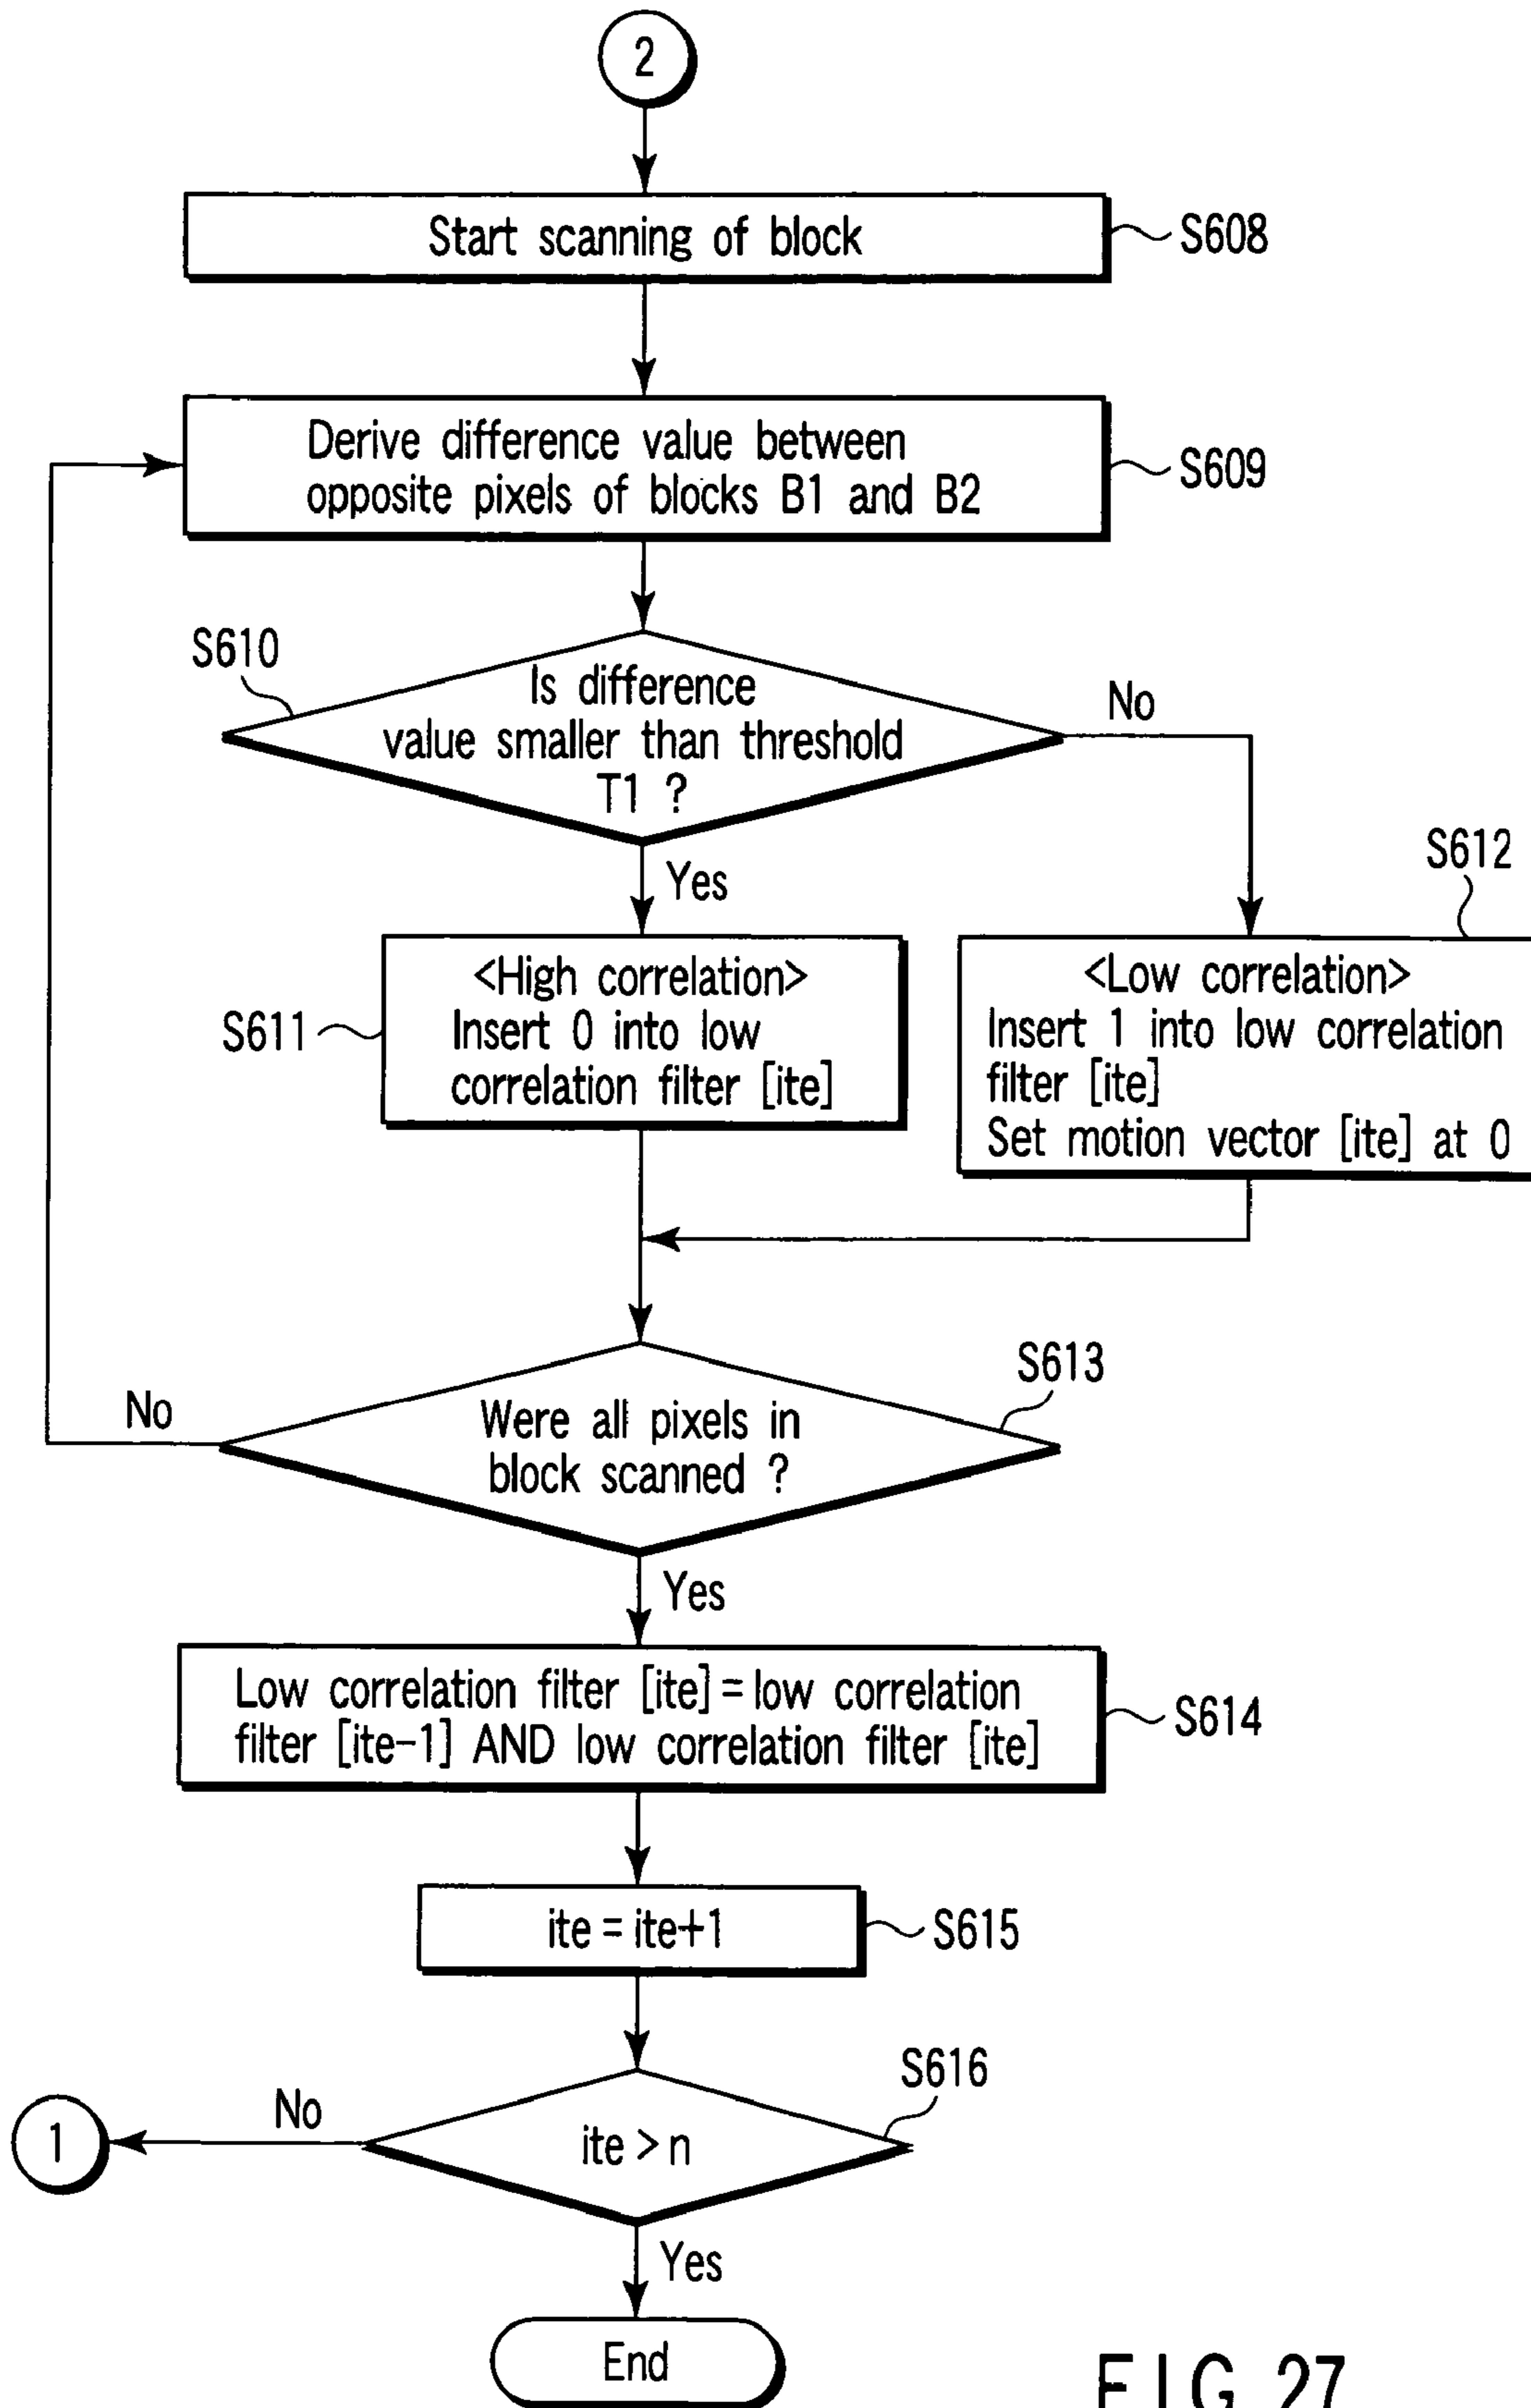 2
Start scanning of block
S608
Derive difference value between
opposite pixels of blocks B1 and B2
S609
S610
Is difference
value smaller than threshold
T1 ?
No
Yes
S612
<High correlation>
Insert 0 into low
correlation filter [ite]
S611
<Low correlation>
Insert 1 into low correlation
filter [ite]
Set motion vector [ite] at 0
S613
No
Were all pixels in
block scanned ?
Yes
Low correlation filter [ite] = low correlation
filter [ite-1] AND low correlation filter [ite]
S614
ite = ite+1
S615
S616
No
1
ite > n
Yes
End
FIG. 27